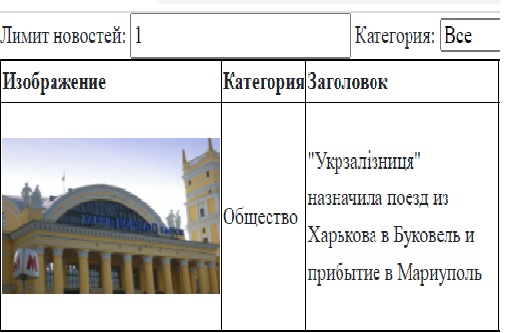 Лимит новостей: 1 Категория: Все
Изображение Категория Заголовок
М
Общество
"Укрзалізниця"
назначила поезд из
Харькова в Буковель и
прибытие в Мариуполь